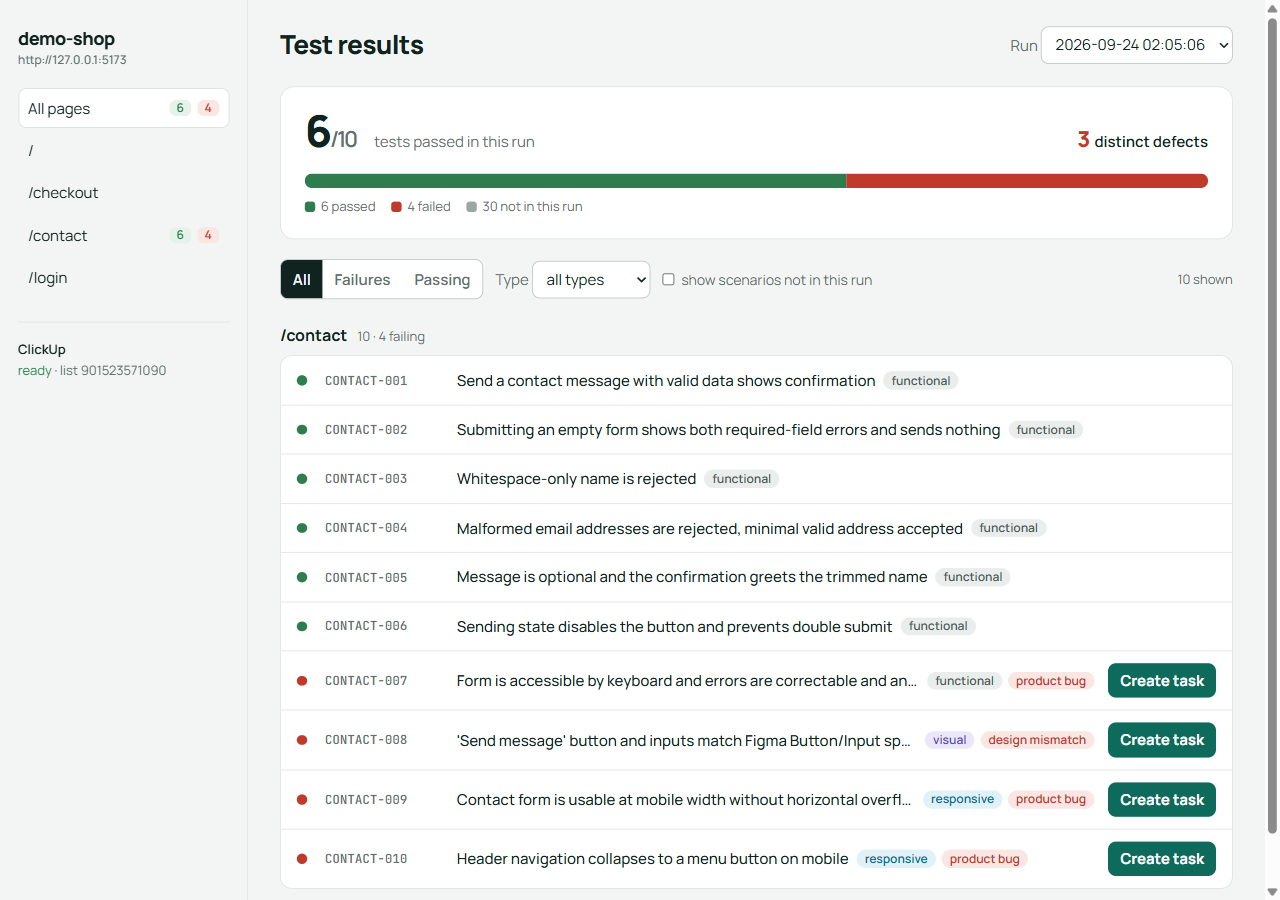 demo-shop
http://127.0.0.1:5173
All pages 6 4
/
/checkout
/contact 6 4
/login
ClickUp
ready · list 901523571090
Test results
Run 2026-09-24 02:05:06
6/10 tests passed in this run
3 distinct defects
6 passed 4 failed 30 not in this run
All Failures Passing Type all types show scenarios not in this run 10 shown
/contact 10 · 4 failing
CONTACT-001 Send a contact message with valid data shows confirmation functional
CONTACT-002 Submitting an empty form shows both required-field errors and sends nothing functional
CONTACT-003 Whitespace-only name is rejected functional
CONTACT-004 Malformed email addresses are rejected, minimal valid address accepted functional
CONTACT-005 Message is optional and the confirmation greets the trimmed name functional
CONTACT-006 Sending state disables the button and prevents double submit functional
CONTACT-007 Form is accessible by keyboard and errors are correctable and an... functional product bug Create task
CONTACT-008 'Send message' button and inputs match Figma Button/Input sp... visual design mismatch Create task
CONTACT-009 Contact form is usable at mobile width without horizontal overfl... responsive product bug Create task
CONTACT-010 Header navigation collapses to a menu button on mobile responsive product bug Create task